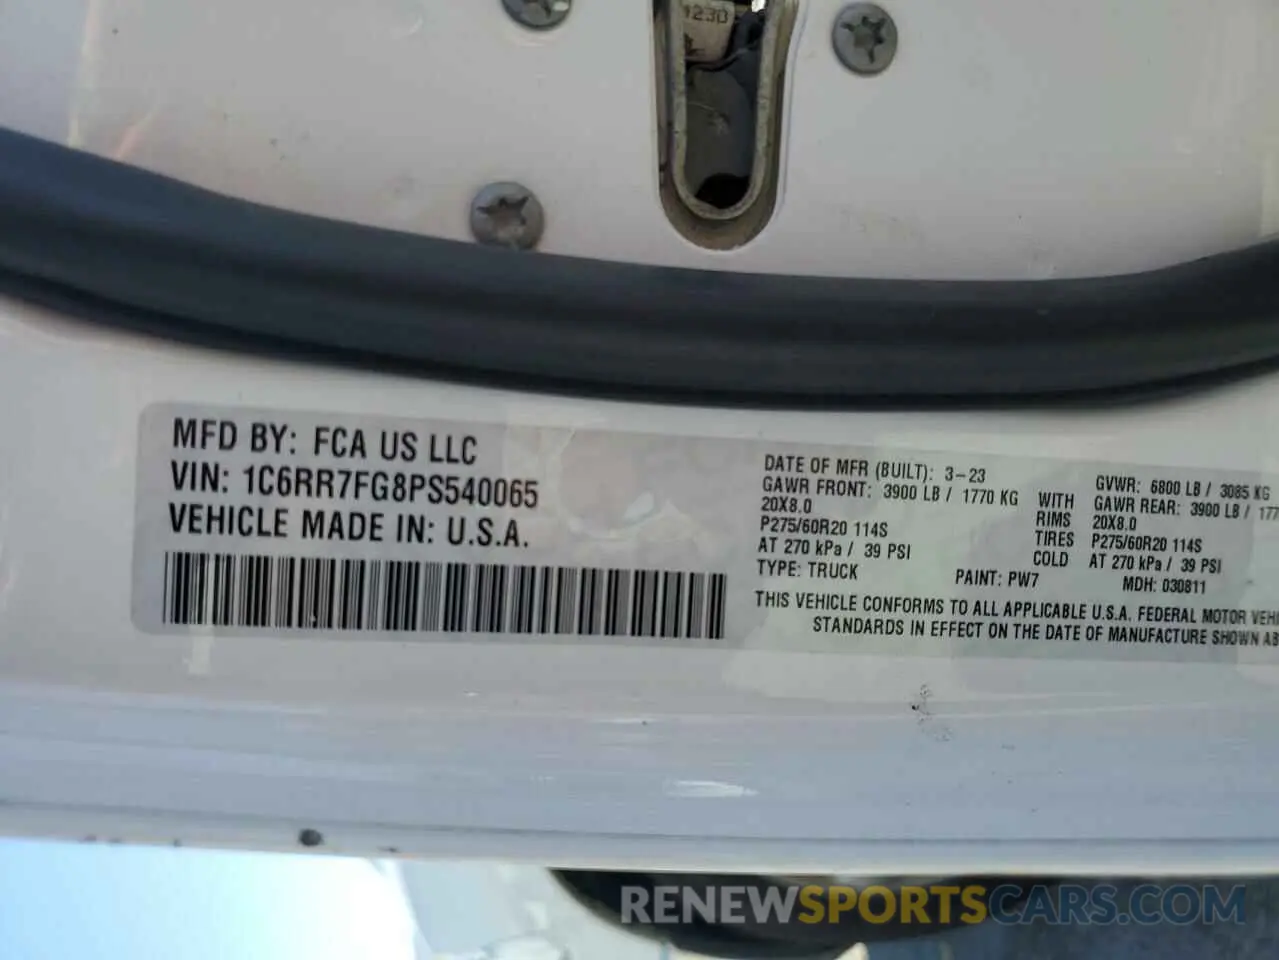 123D
MFD BY: FCA US LLC
VIN: 1C6RR7FG8PS540065
VEHICLE MADE IN: U.S.A.
DATE OF MFR (BUILT): 3-23
GVWR: 6800 LB / 3085 KG
GAWR FRONT: 3900 LB / 1770 KG WITH GAWR REAR: 3900 LB / 177
20X8.0 RIMS 20X8.0
P275/60R20 114S TIRES P275/60R20 114S
AT 270 kPa / 39 PSI COLD AT 270 kPa / 39 PSI
TYPE: TRUCK PAINT: PW7 MDH: 030811
THIS VEHICLE CONFORMS TO ALL APPLICABLE U.S.A. FEDERAL MOTOR VEHI
STANDARDS IN EFFECT ON THE DATE OF MANUFACTURE SHOWN AB
RENEWSPORTSCARS.COM